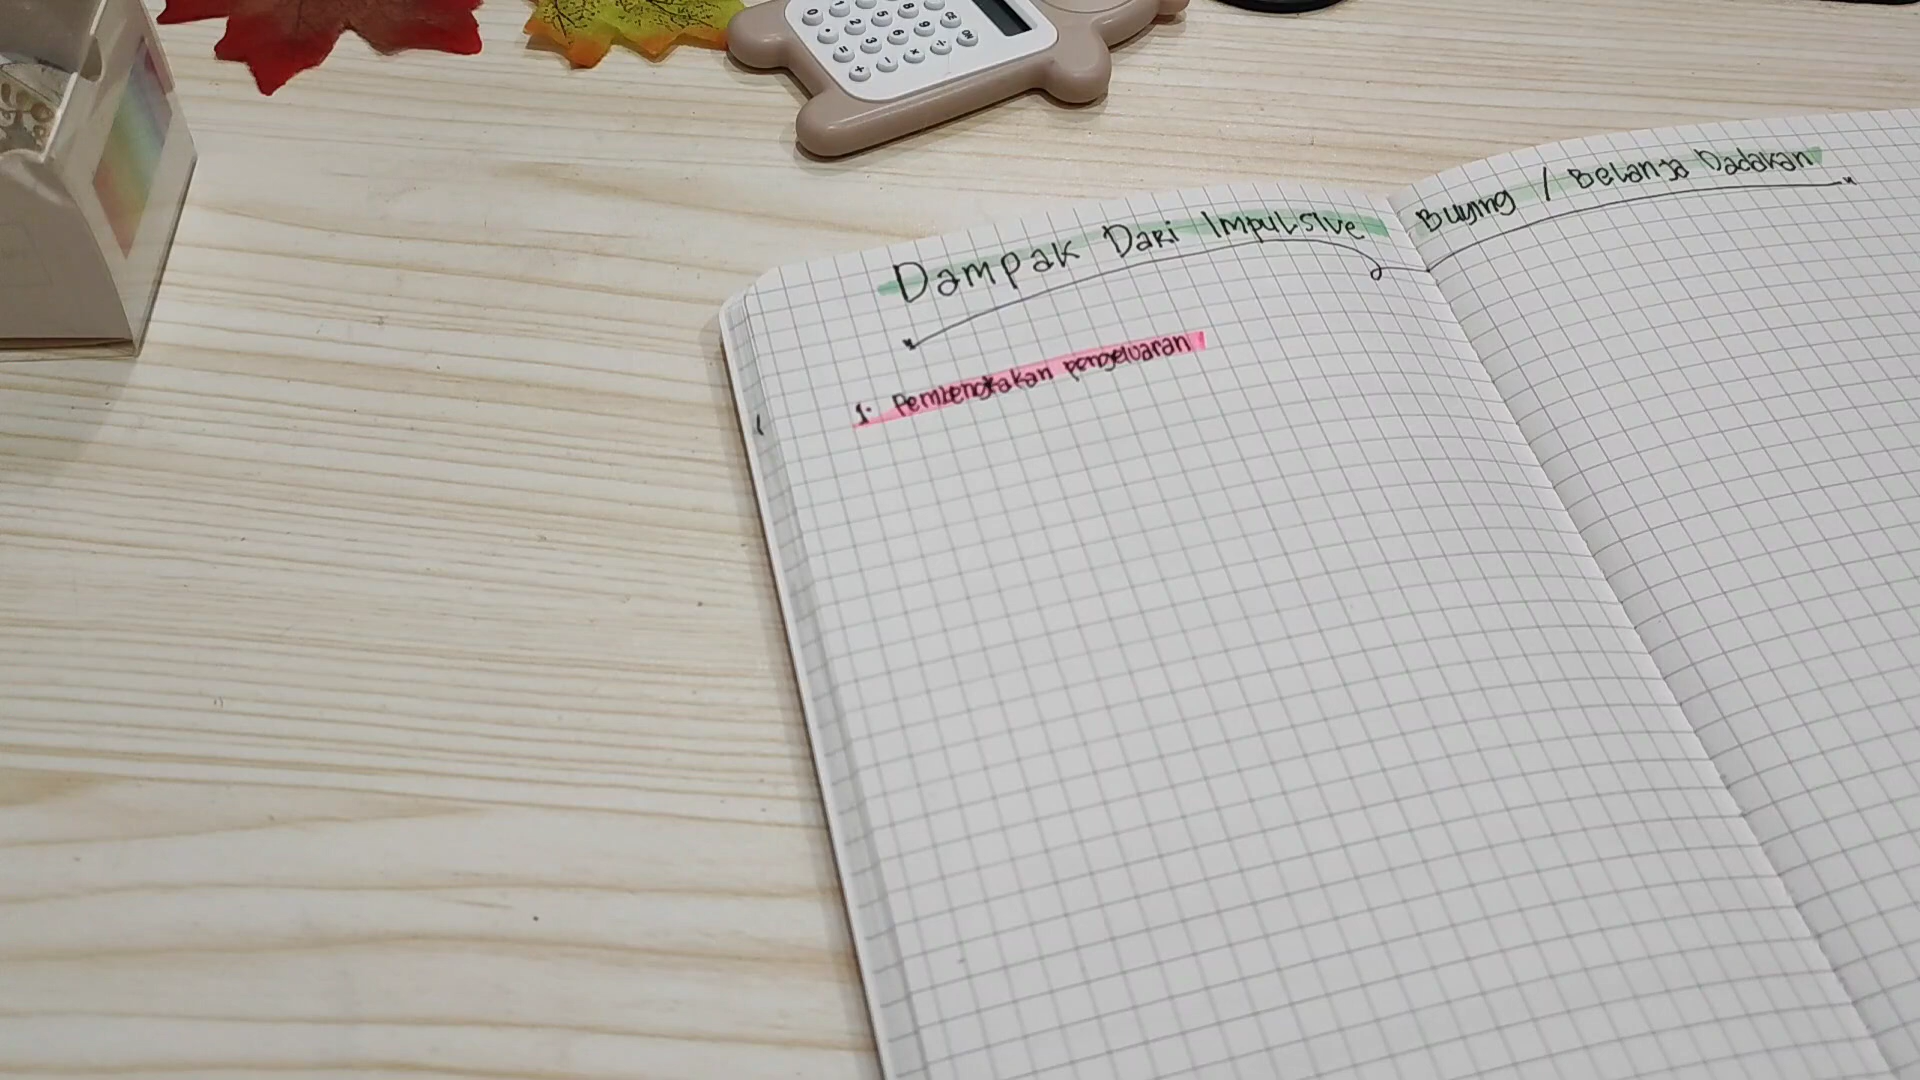 Dampak Dari Impulsive Buying / Belanja Dadakan
1. Pembengkakan pengeluaran